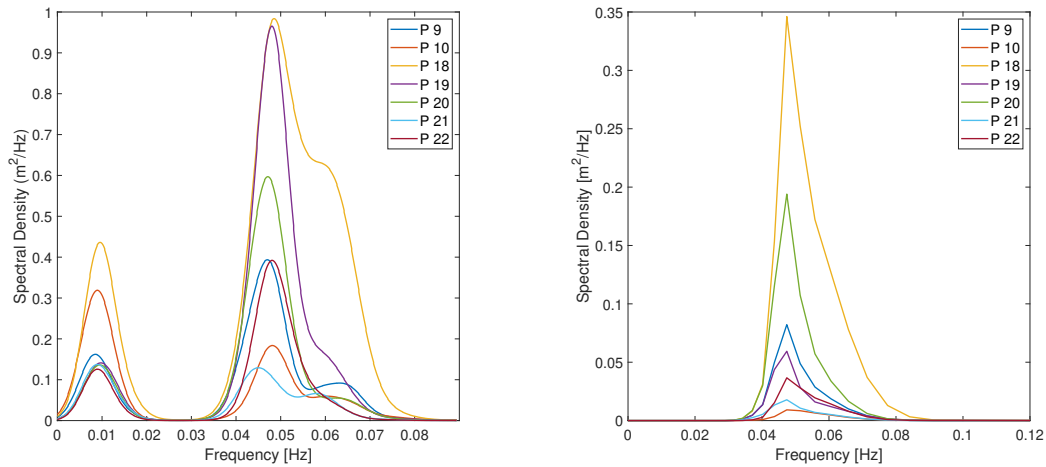 1
0.9
0.8
0.7
0.6
0.5
0.4
0.3
0.2
0.1
0
Spectral Density (m²/Hz)
0 0.01 0.02 0.03 0.04 0.05 0.06 0.07 0.08
Frequency [Hz]
P 9
P 10
P 18
P 19
P 20
P 21
P 22
0.35
0.3
0.25
0.2
0.15
0.1
0.05
0
Spectral Density [m²/Hz]
0 0.02 0.04 0.06 0.08 0.1 0.12
Frequency [Hz]
P 9
P 10
P 18
P 19
P 20
P 21
P 22